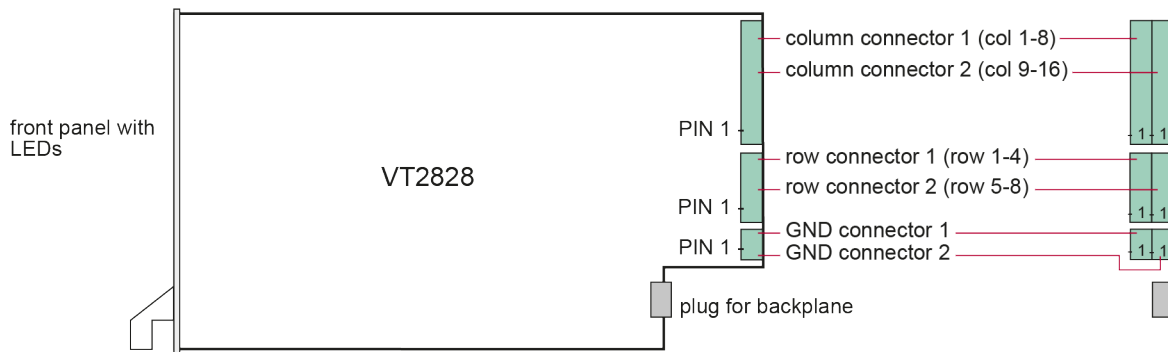 column connector 1 (col 1-8)
column connector 2 (col 9-16)
front panel with
LEDs
PIN 1
1 1
VT2828
row connector 1 (row 1-4)
row connector 2 (row 5-8)
PIN 1
1 1
GND connector 1
PIN 1
GND connector 2
1 1
plug for backplane